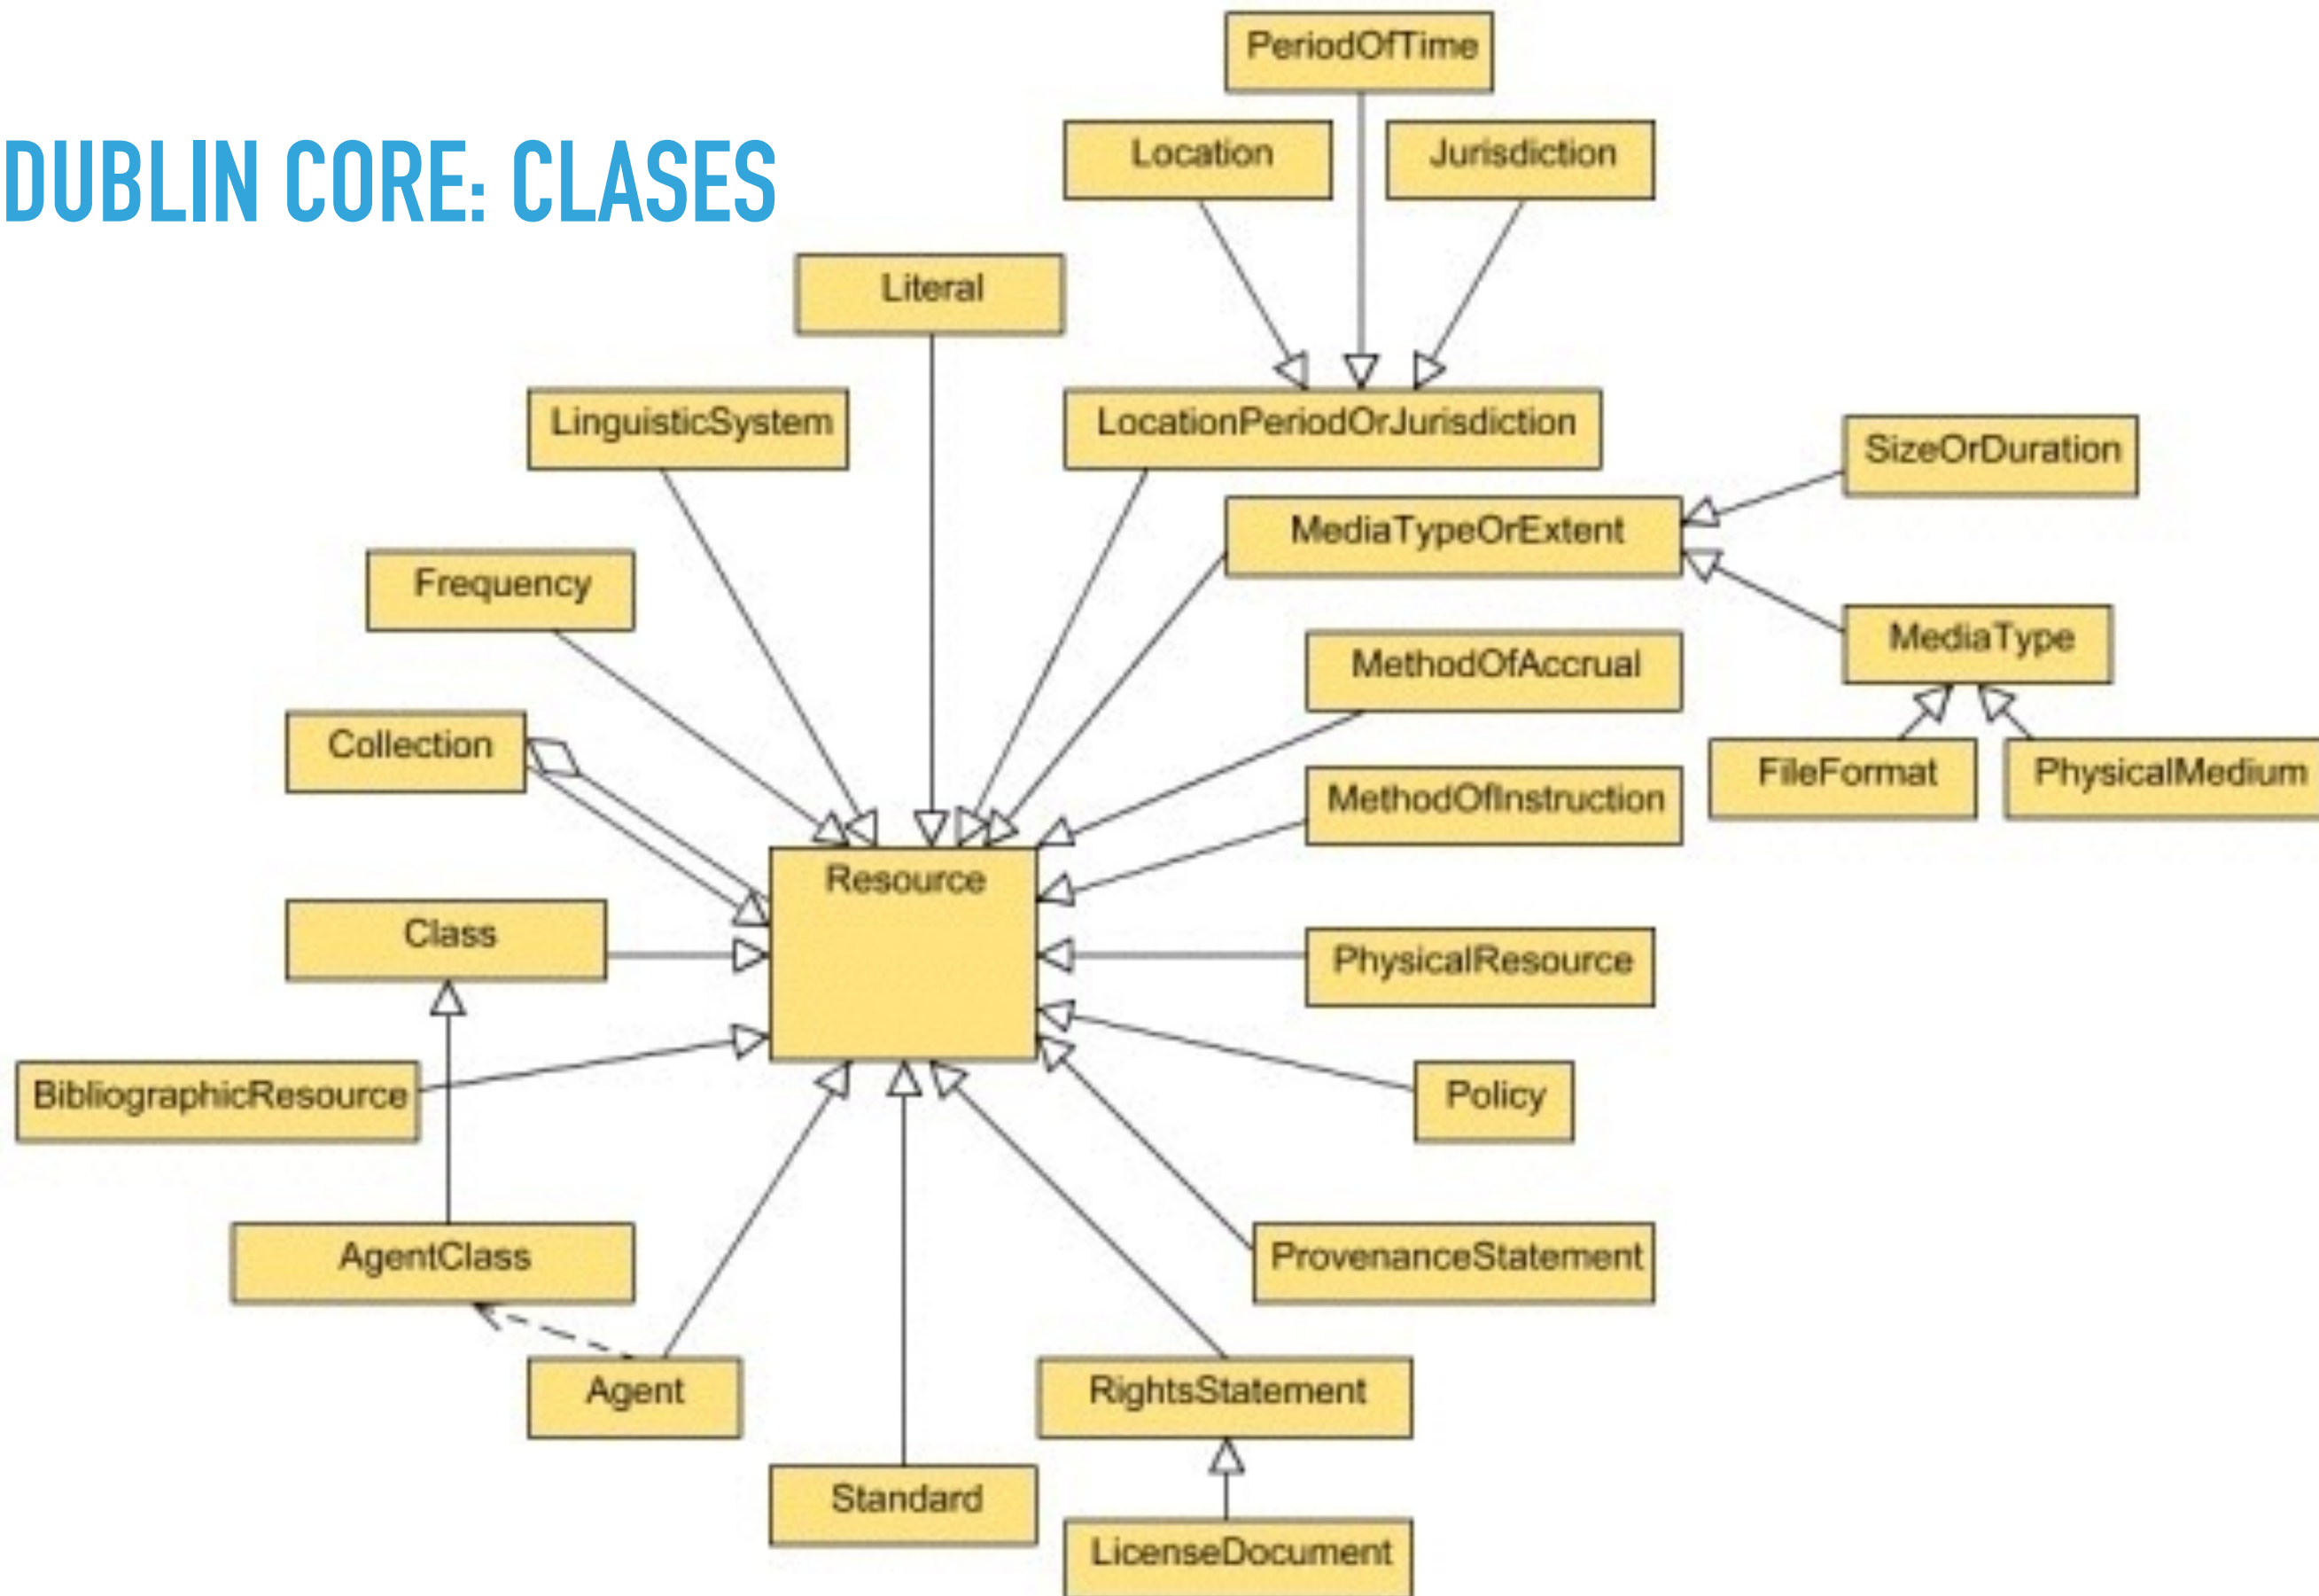 PeriodOfTime
Location
Jurisdiction
DUBLIN CORE: CLASES
Literal
LinguisticSystem
LocationPeriodOrJurisdiction
SizeOrDuration
MediaTypeOrExtent
Frequency
MediaType
MethodOfAccrual
Collection
FileFormat
PhysicalMedium
MethodOfInstruction
Resource
Class
PhysicalResource
BibliographicResource
Policy
AgentClass
ProvenanceStatement
Agent
RightsStatement
Standard
LicenseDocument